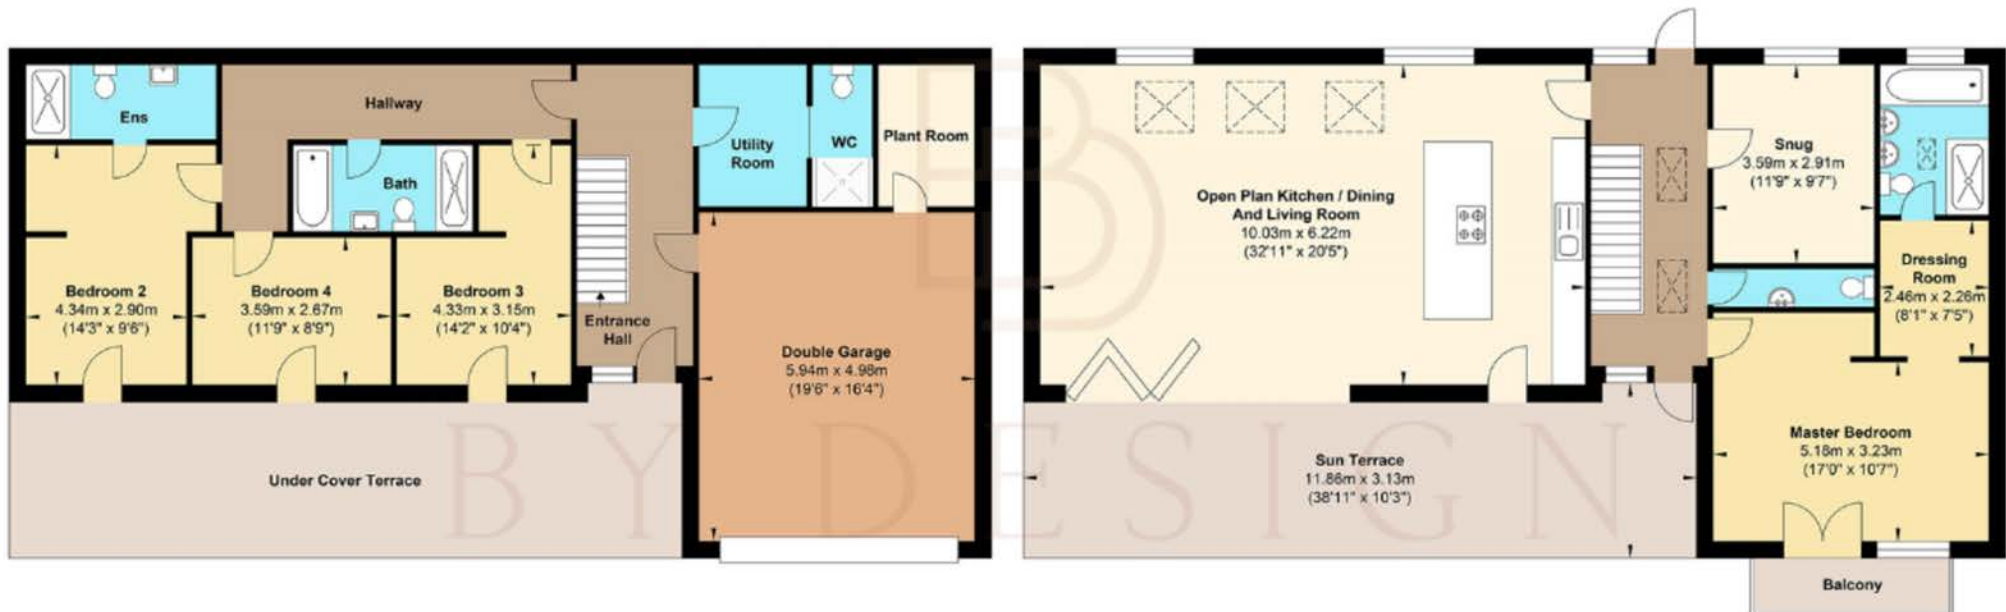 Ens
Hallway
Bath
Utility
Room
WC
Plant Room
Bedroom 2
4.34m x 2.90m
(14'3" x 9'6")
Bedroom 4
3.59m x 2.67m
(11'9" x 8'9")
Bedroom 3
4.33m x 3.15m
(14'2" x 10'4")
Entrance
Hall
Double Garage
5.94m x 4.98m
(19'6" x 16'4")
Under Cover Terrace
Open Plan Kitchen / Dining
And Living Room
10.03m x 6.22m
(32'11" x 20'5")
Snug
3.59m x 2.91m
(11'9" x 9'7")
Dressing
Room
2.46m x 2.26m
(8'1" x 7'5")
Master Bedroom
5.18m x 3.23m
(17'0" x 10'7")
Sun Terrace
11.86m x 3.13m
(38'11" x 10'3")
Balcony
BY DESIGN